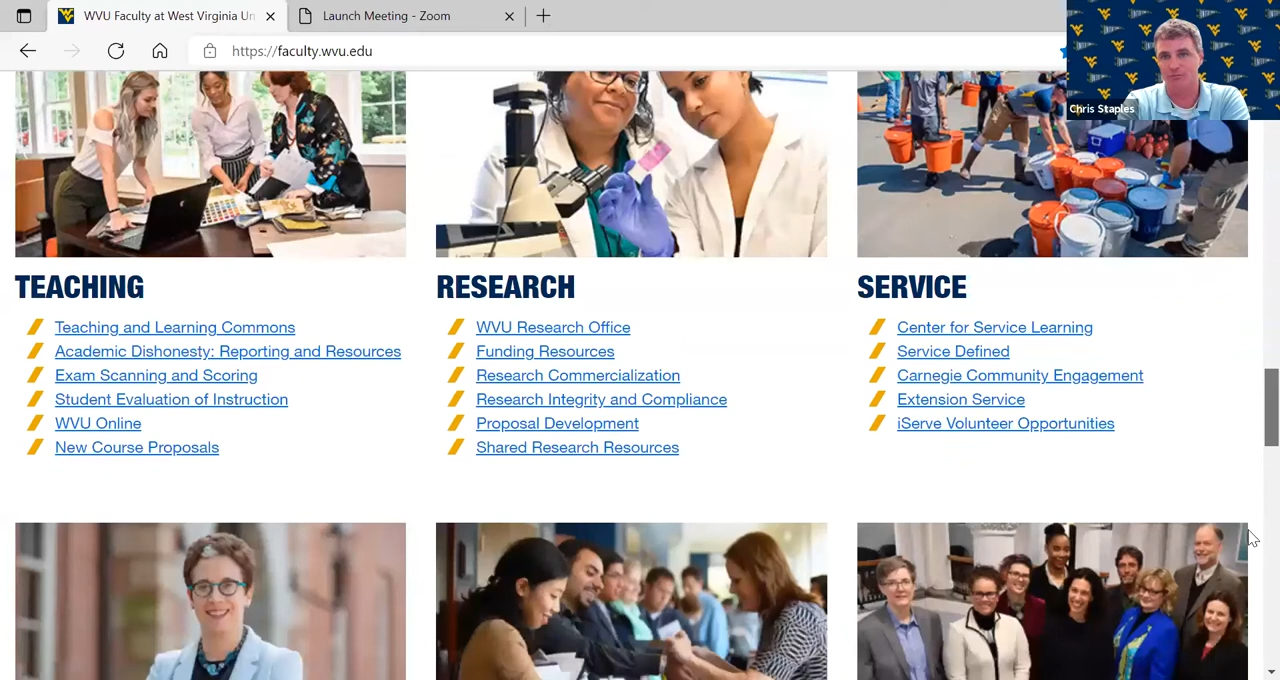 WVU Faculty at West Virginia Un
Launch Meeting - Zoom
https://faculty.wvu.edu
Chris Staples
TEACHING
Teaching and Learning Commons
Academic Dishonesty: Reporting and Resources
Exam Scanning and Scoring
Student Evaluation of Instruction
WVU Online
New Course Proposals
RESEARCH
WVU Research Office
Funding Resources
Research Commercialization
Research Integrity and Compliance
Proposal Development
Shared Research Resources
SERVICE
Center for Service Learning
Service Defined
Carnegie Community Engagement
Extension Service
iServe Volunteer Opportunities